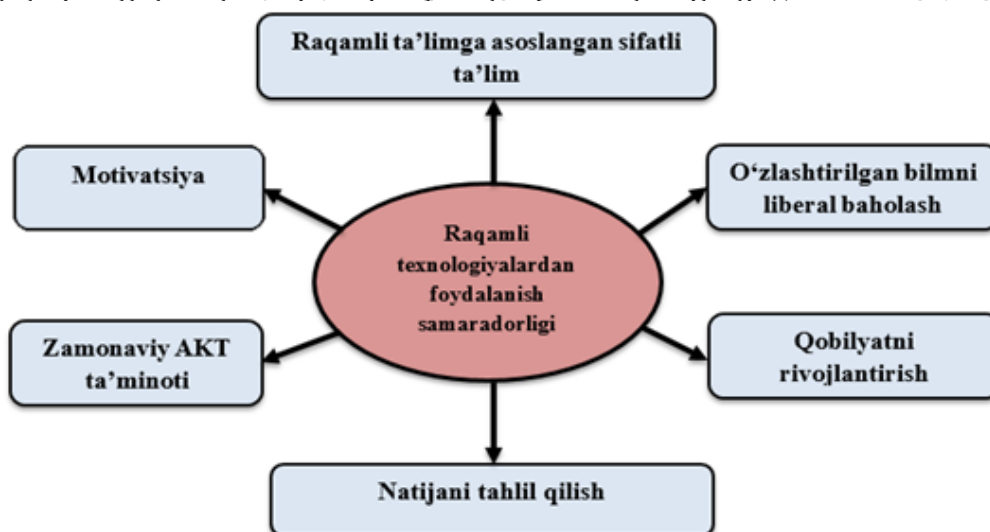 Raqamli ta’limga asoslangan sifatli
ta’lim
Motivatsiya
O‘zlashtirilgan bilmni
liberal baholash
Raqamli
texnologiyalardan
foydalanish
samaradorligi
Zamonaviy AKT
ta’minoti
Qobilyatni
rivojlantirish
Natijani tahlil qilish